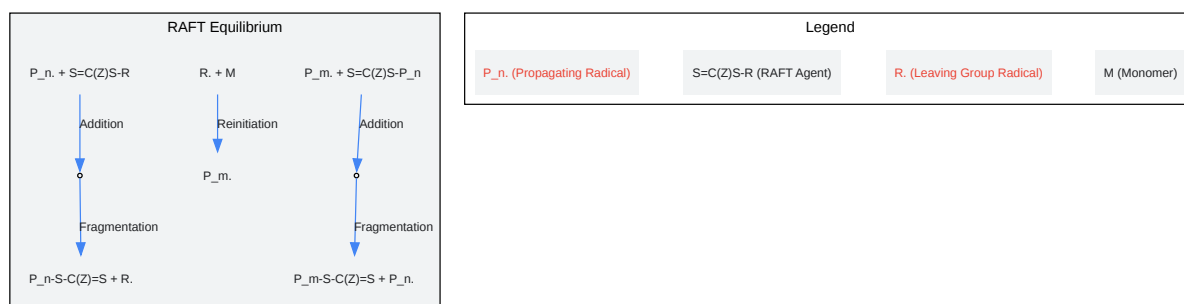 RAFT Equilibrium
P_n. + S=C(Z)S-R
R. + M
P_m. + S=C(Z)S-P_n
Addition
Reinitiation
Addition
P_m.
Fragmentation
Fragmentation
P_n-S-C(Z)=S + R.
P_m-S-C(Z)=S + P_n.
Legend
P_n. (Propagating Radical)
S=C(Z)S-R (RAFT Agent)
R. (Leaving Group Radical)
M (Monomer)